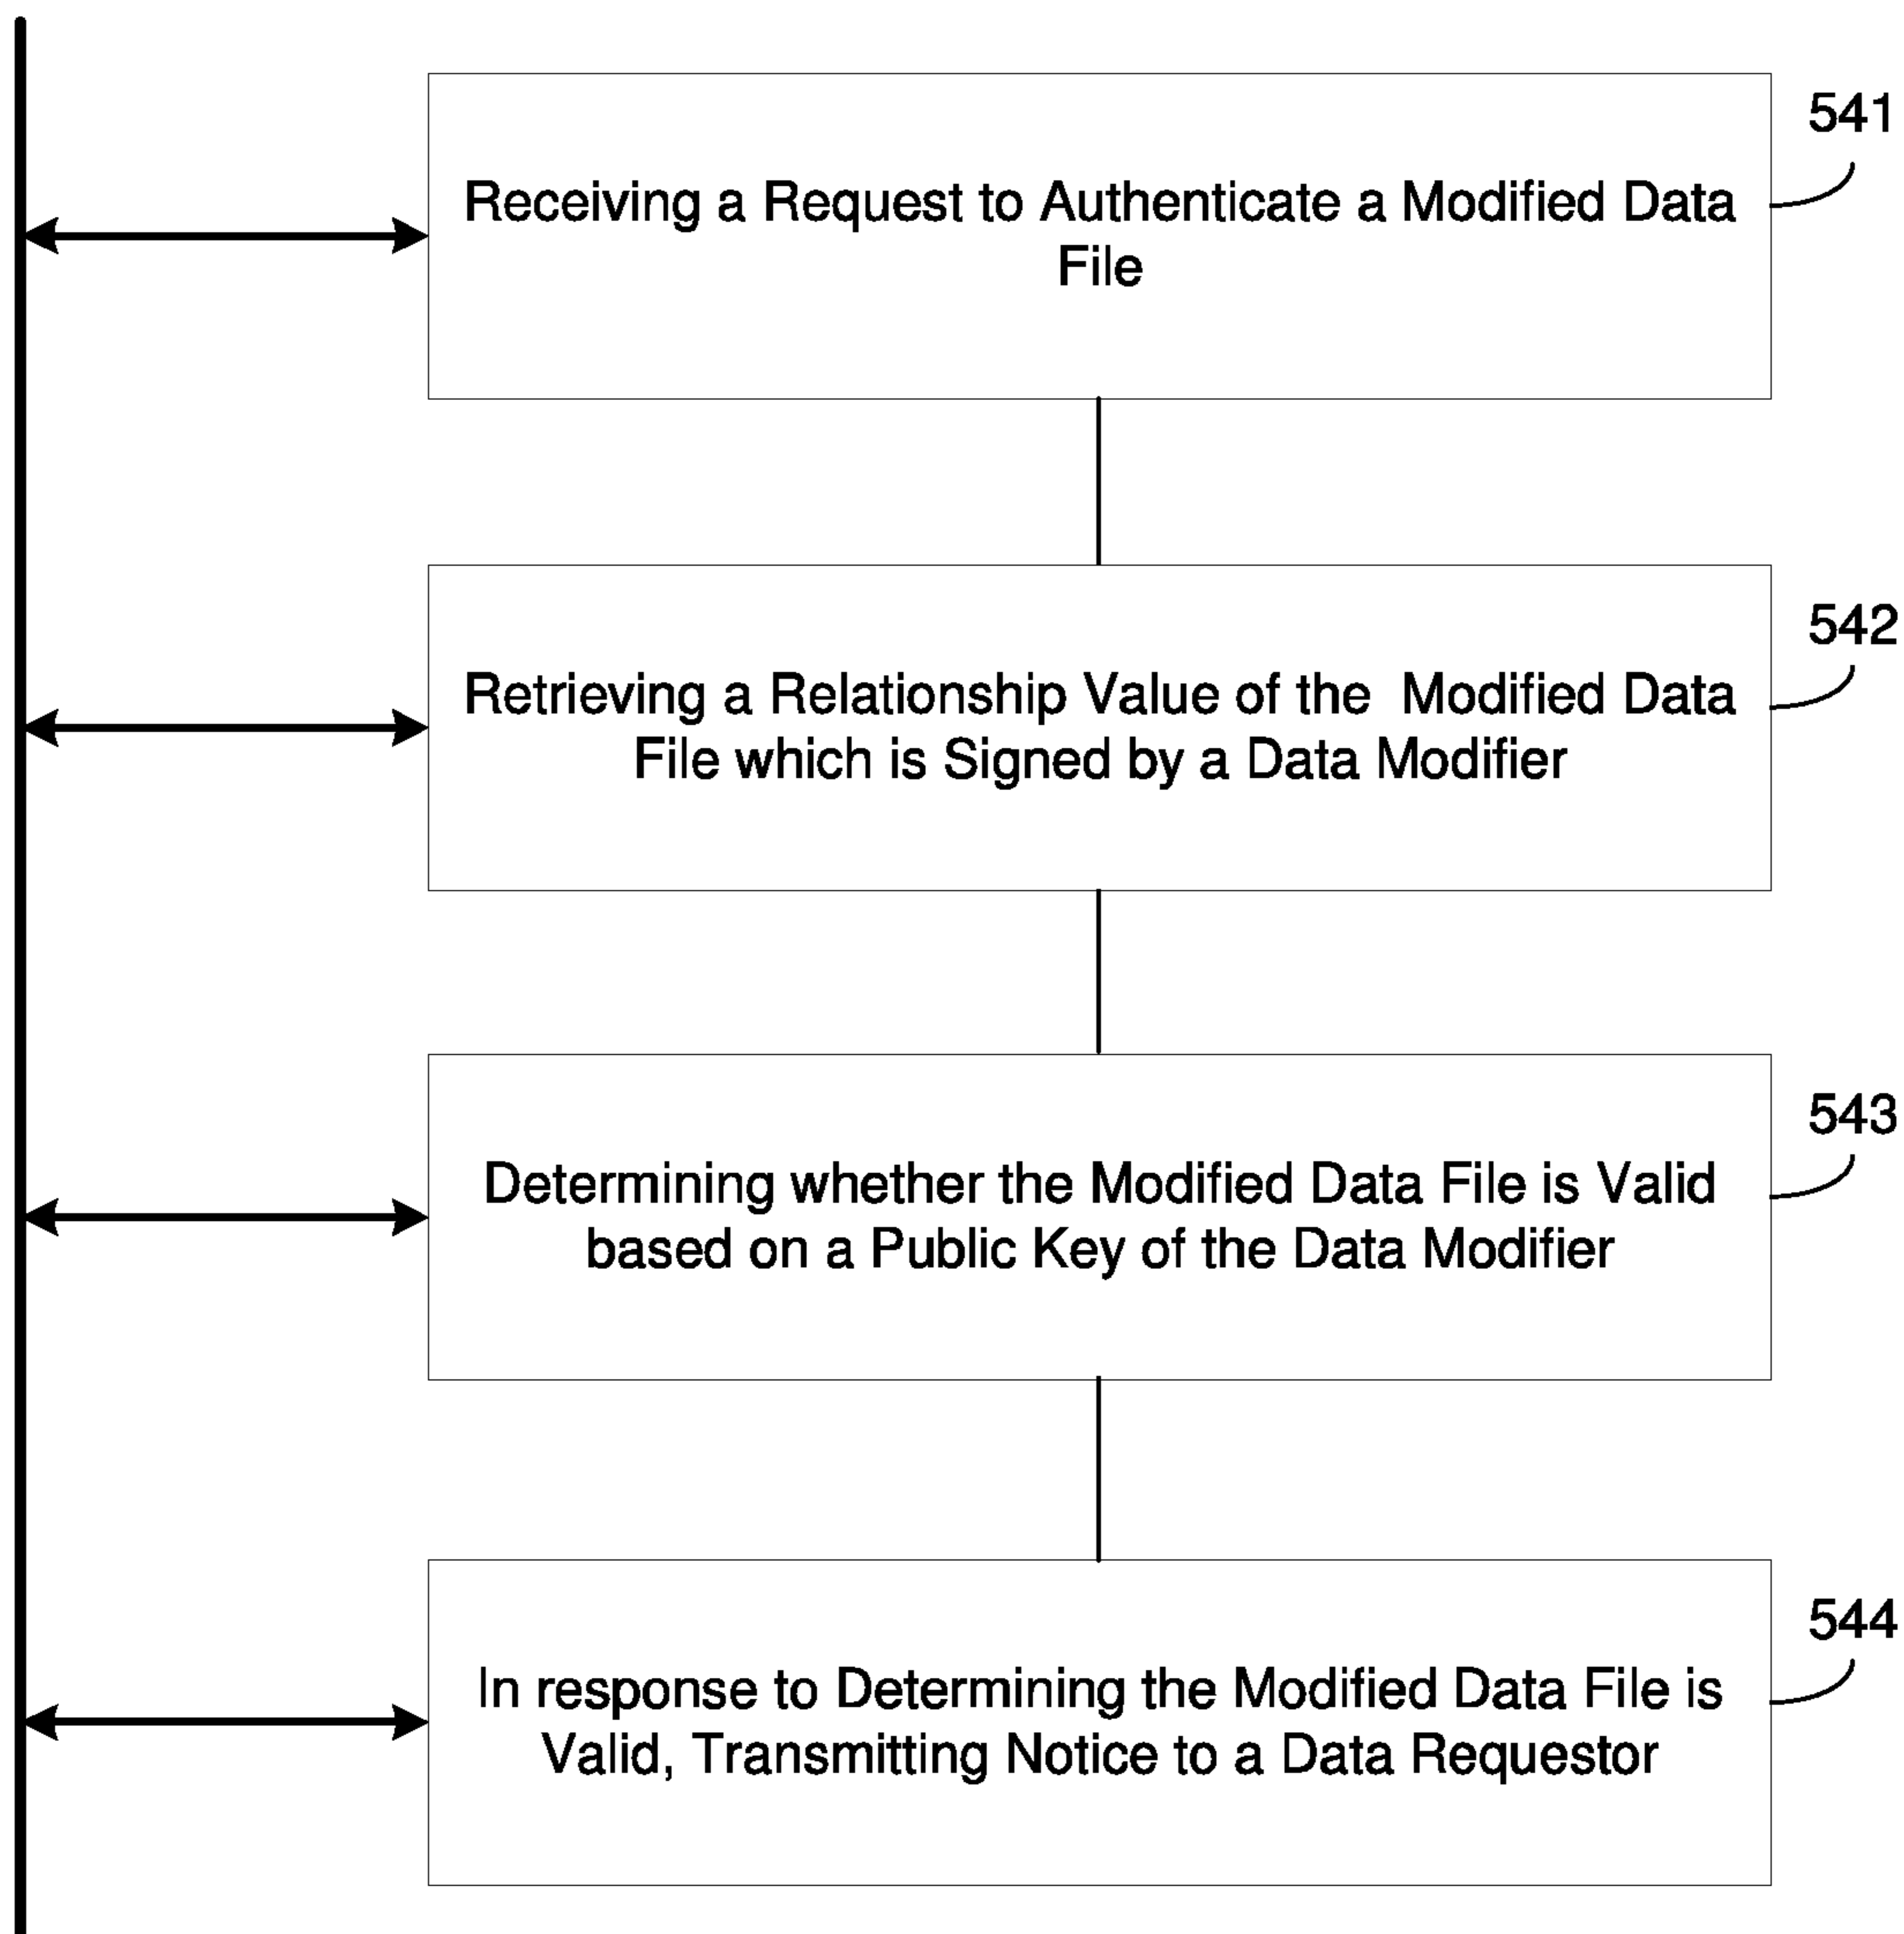 541
Receiving a Request to Authenticate a Modified Data
File
542
Retrieving a Relationship Value of the Modified Data
File which is Signed by a Data Modifier
543
Determining whether the Modified Data File is Valid
based on a Public Key of the Data Modifier
544
In response to Determining the Modified Data File is
Valid, Transmitting Notice to a Data Requestor